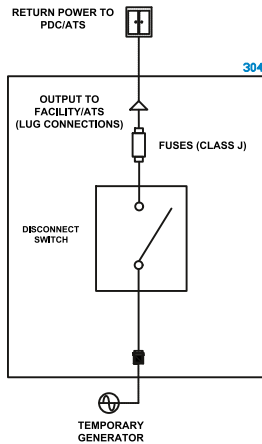 RETURN POWER TO
PDC/ATS
304
OUTPUT TO
FACILITY/ATS
(LUG CONNECTIONS)
FUSES (CLASS J)
DISCONNECT
SWITCH
TEMPORARY
GENERATOR